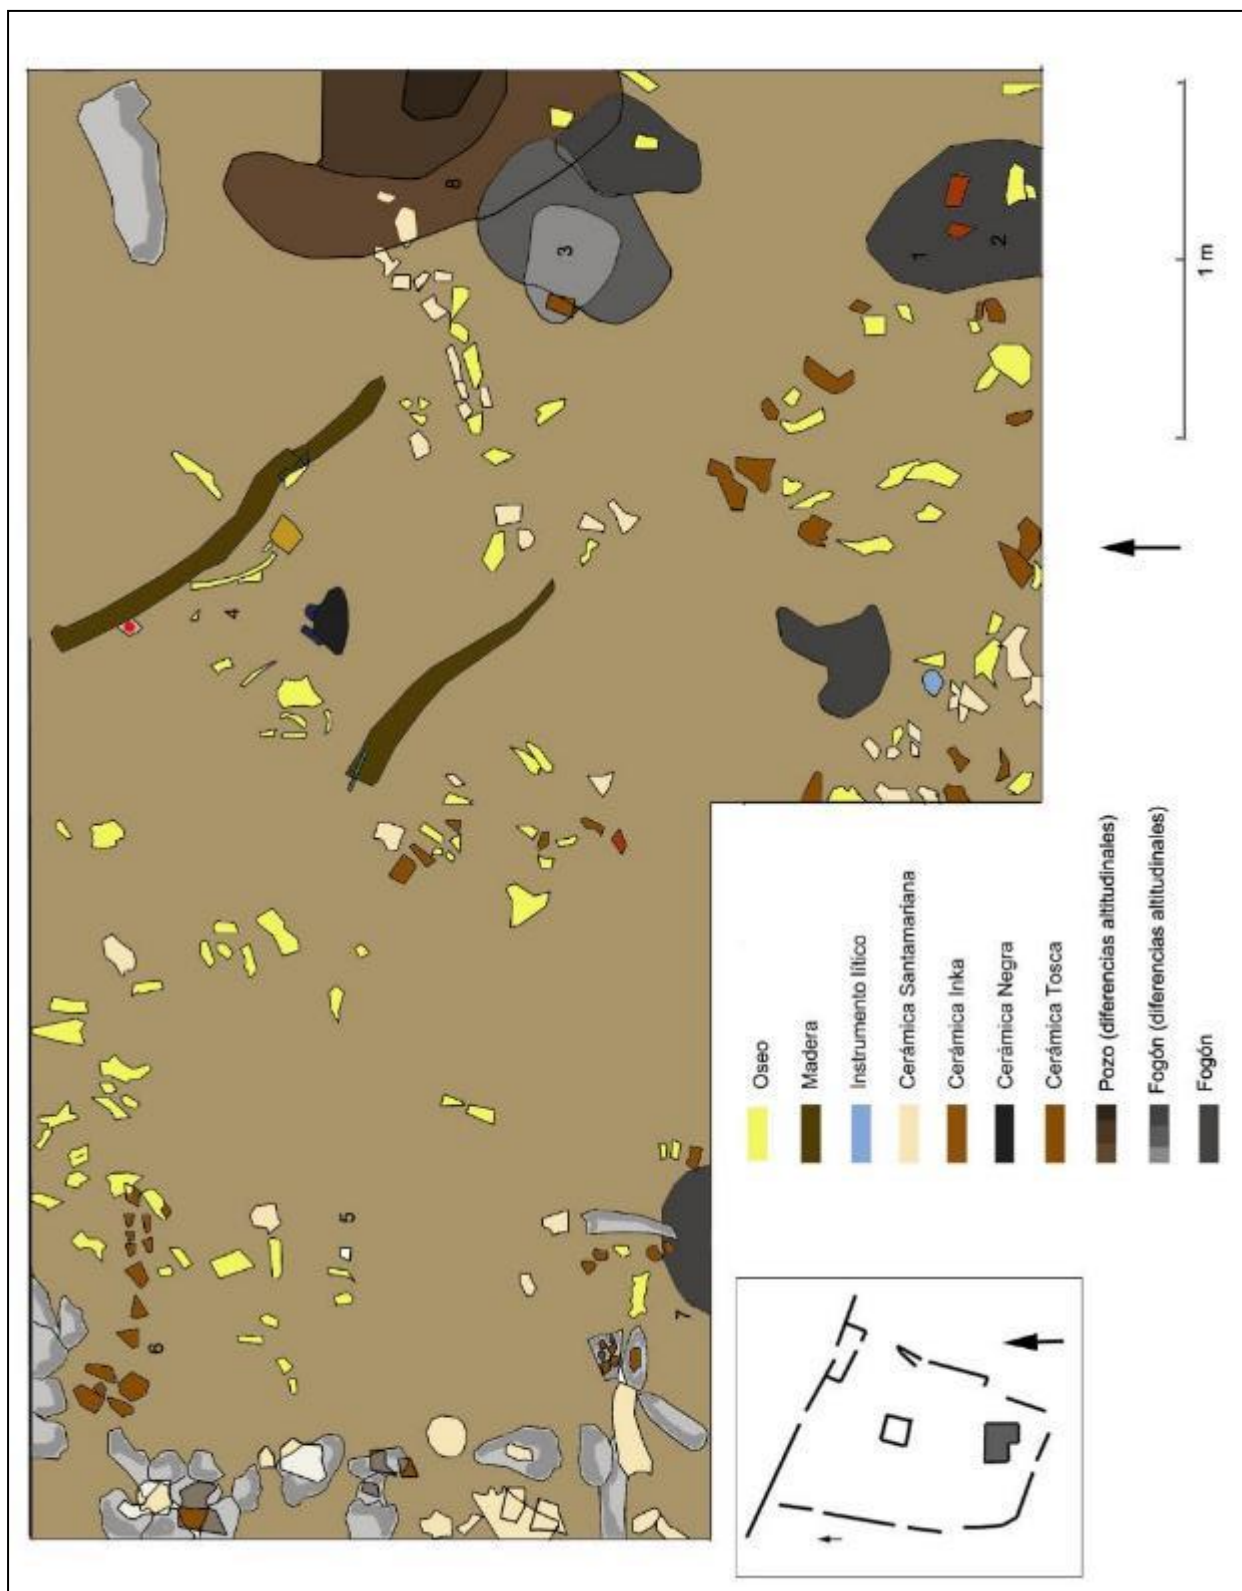 6
4
5
8
3
7
1
2
Oseo
Madera
Instrumento lítico
Cerámica Santamariana
Cerámica Inka
Cerámica Negra
Cerámica Tosca
Pozo (diferencias altitudinales)
Fogón (diferencias altitudinales)
Fogón
1 m